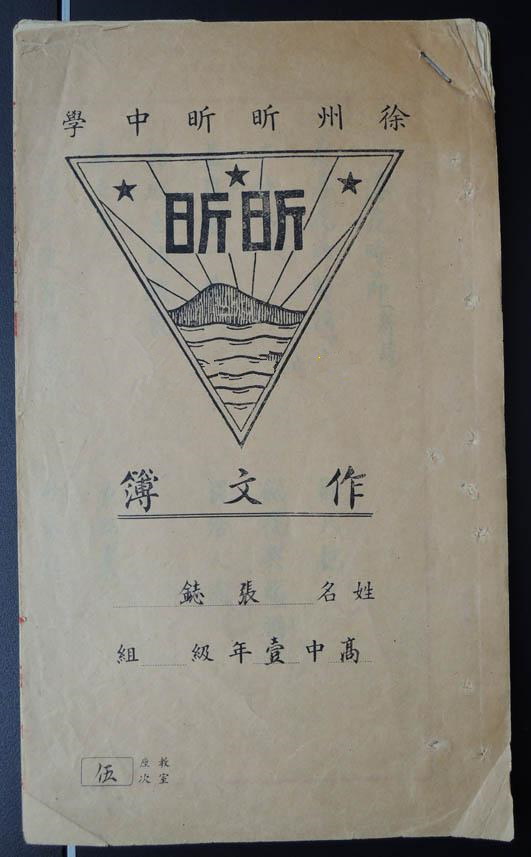 徐州昕昕中學
昕昕
作文簿
姓名張鋕
高中壹年級組
教室座次
伍